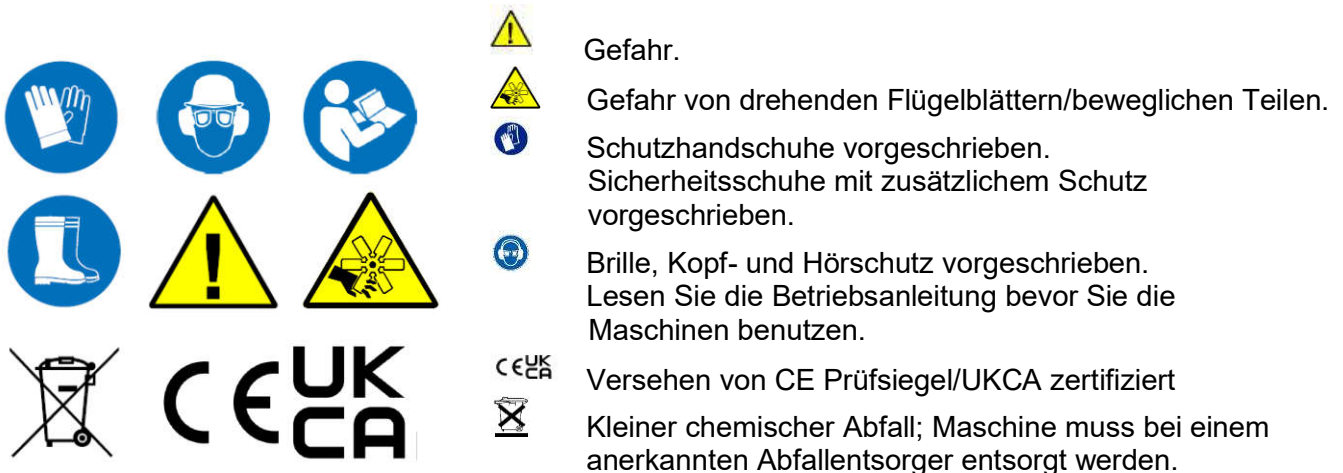 Gefahr.
Gefahr von drehenden Flügelblättern/beweglichen Teilen.
Schutzhandschuhe vorgeschrieben.
Sicherheitsschuhe mit zusätzlichem Schutz
vorgeschrieben.
Brille, Kopf- und Hörschutz vorgeschrieben.
Lesen Sie die Betriebsanleitung bevor Sie die
Maschinen benutzen.
CE UK
CA
CE UK
CA
Versehen von CE Prüfsiegel/UKCA zertifiziert
Kleiner chemischer Abfall; Maschine muss bei einem
anerkannten Abfallentsorger entsorgt werden.